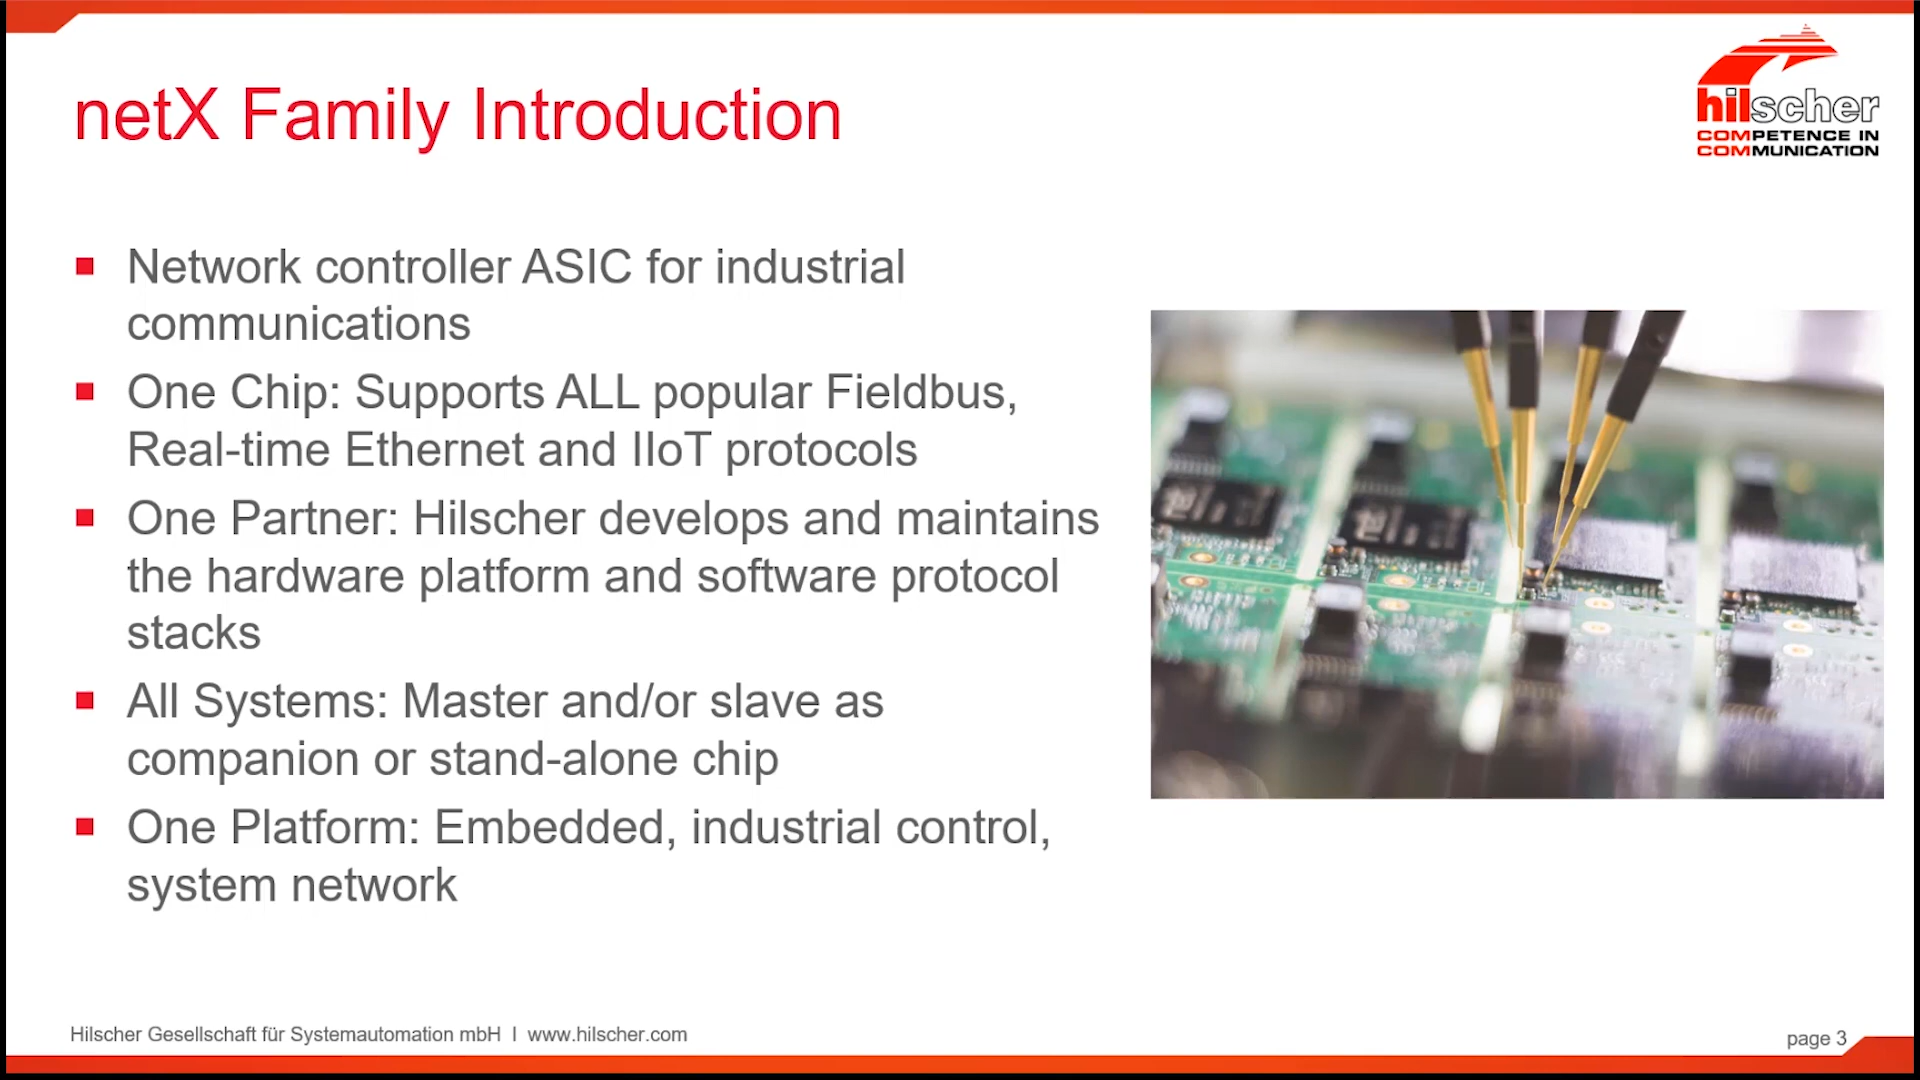 netX Family Introduction
hilscher
COMPETENCE IN
COMMUNICATION
Network controller ASIC for industrial
communications
One Chip: Supports ALL popular Fieldbus,
Real-time Ethernet and IIoT protocols
One Partner: Hilscher develops and maintains
the hardware platform and software protocol
stacks
All Systems: Master and/or slave as
companion or stand-alone chip
One Platform: Embedded, industrial control,
system network
Hilscher Gesellschaft für Systemautomation mbH I www.hilscher.com
page 3